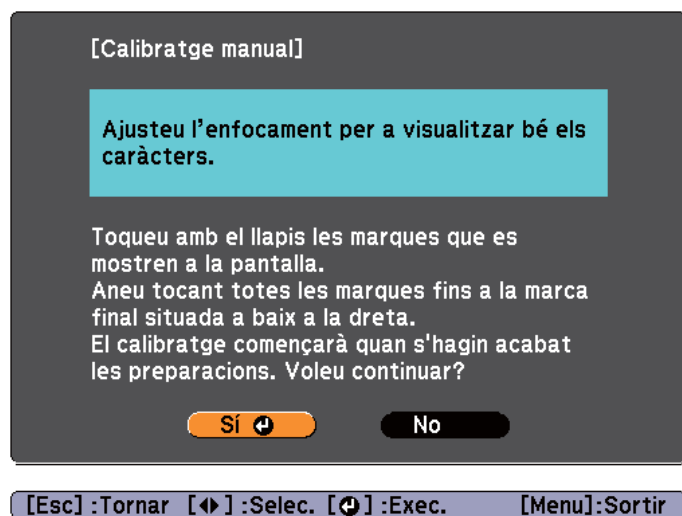 [Calibratge manual]
Ajusteu l'enfocament per a visualitzar bé els
caràcters.
Toqueu amb el llapis les marques que es
mostren a la pantalla.
Aneu tocant totes les marques fins a la marca
final situada a baix a la dreta.
El calibratge començarà quan s'hagin acabat
les preparacions. Voleu continuar?
Sí No
[Esc] :Tornar [◆] :Selec. [⏎] :Exec. [Menu]:Sortir